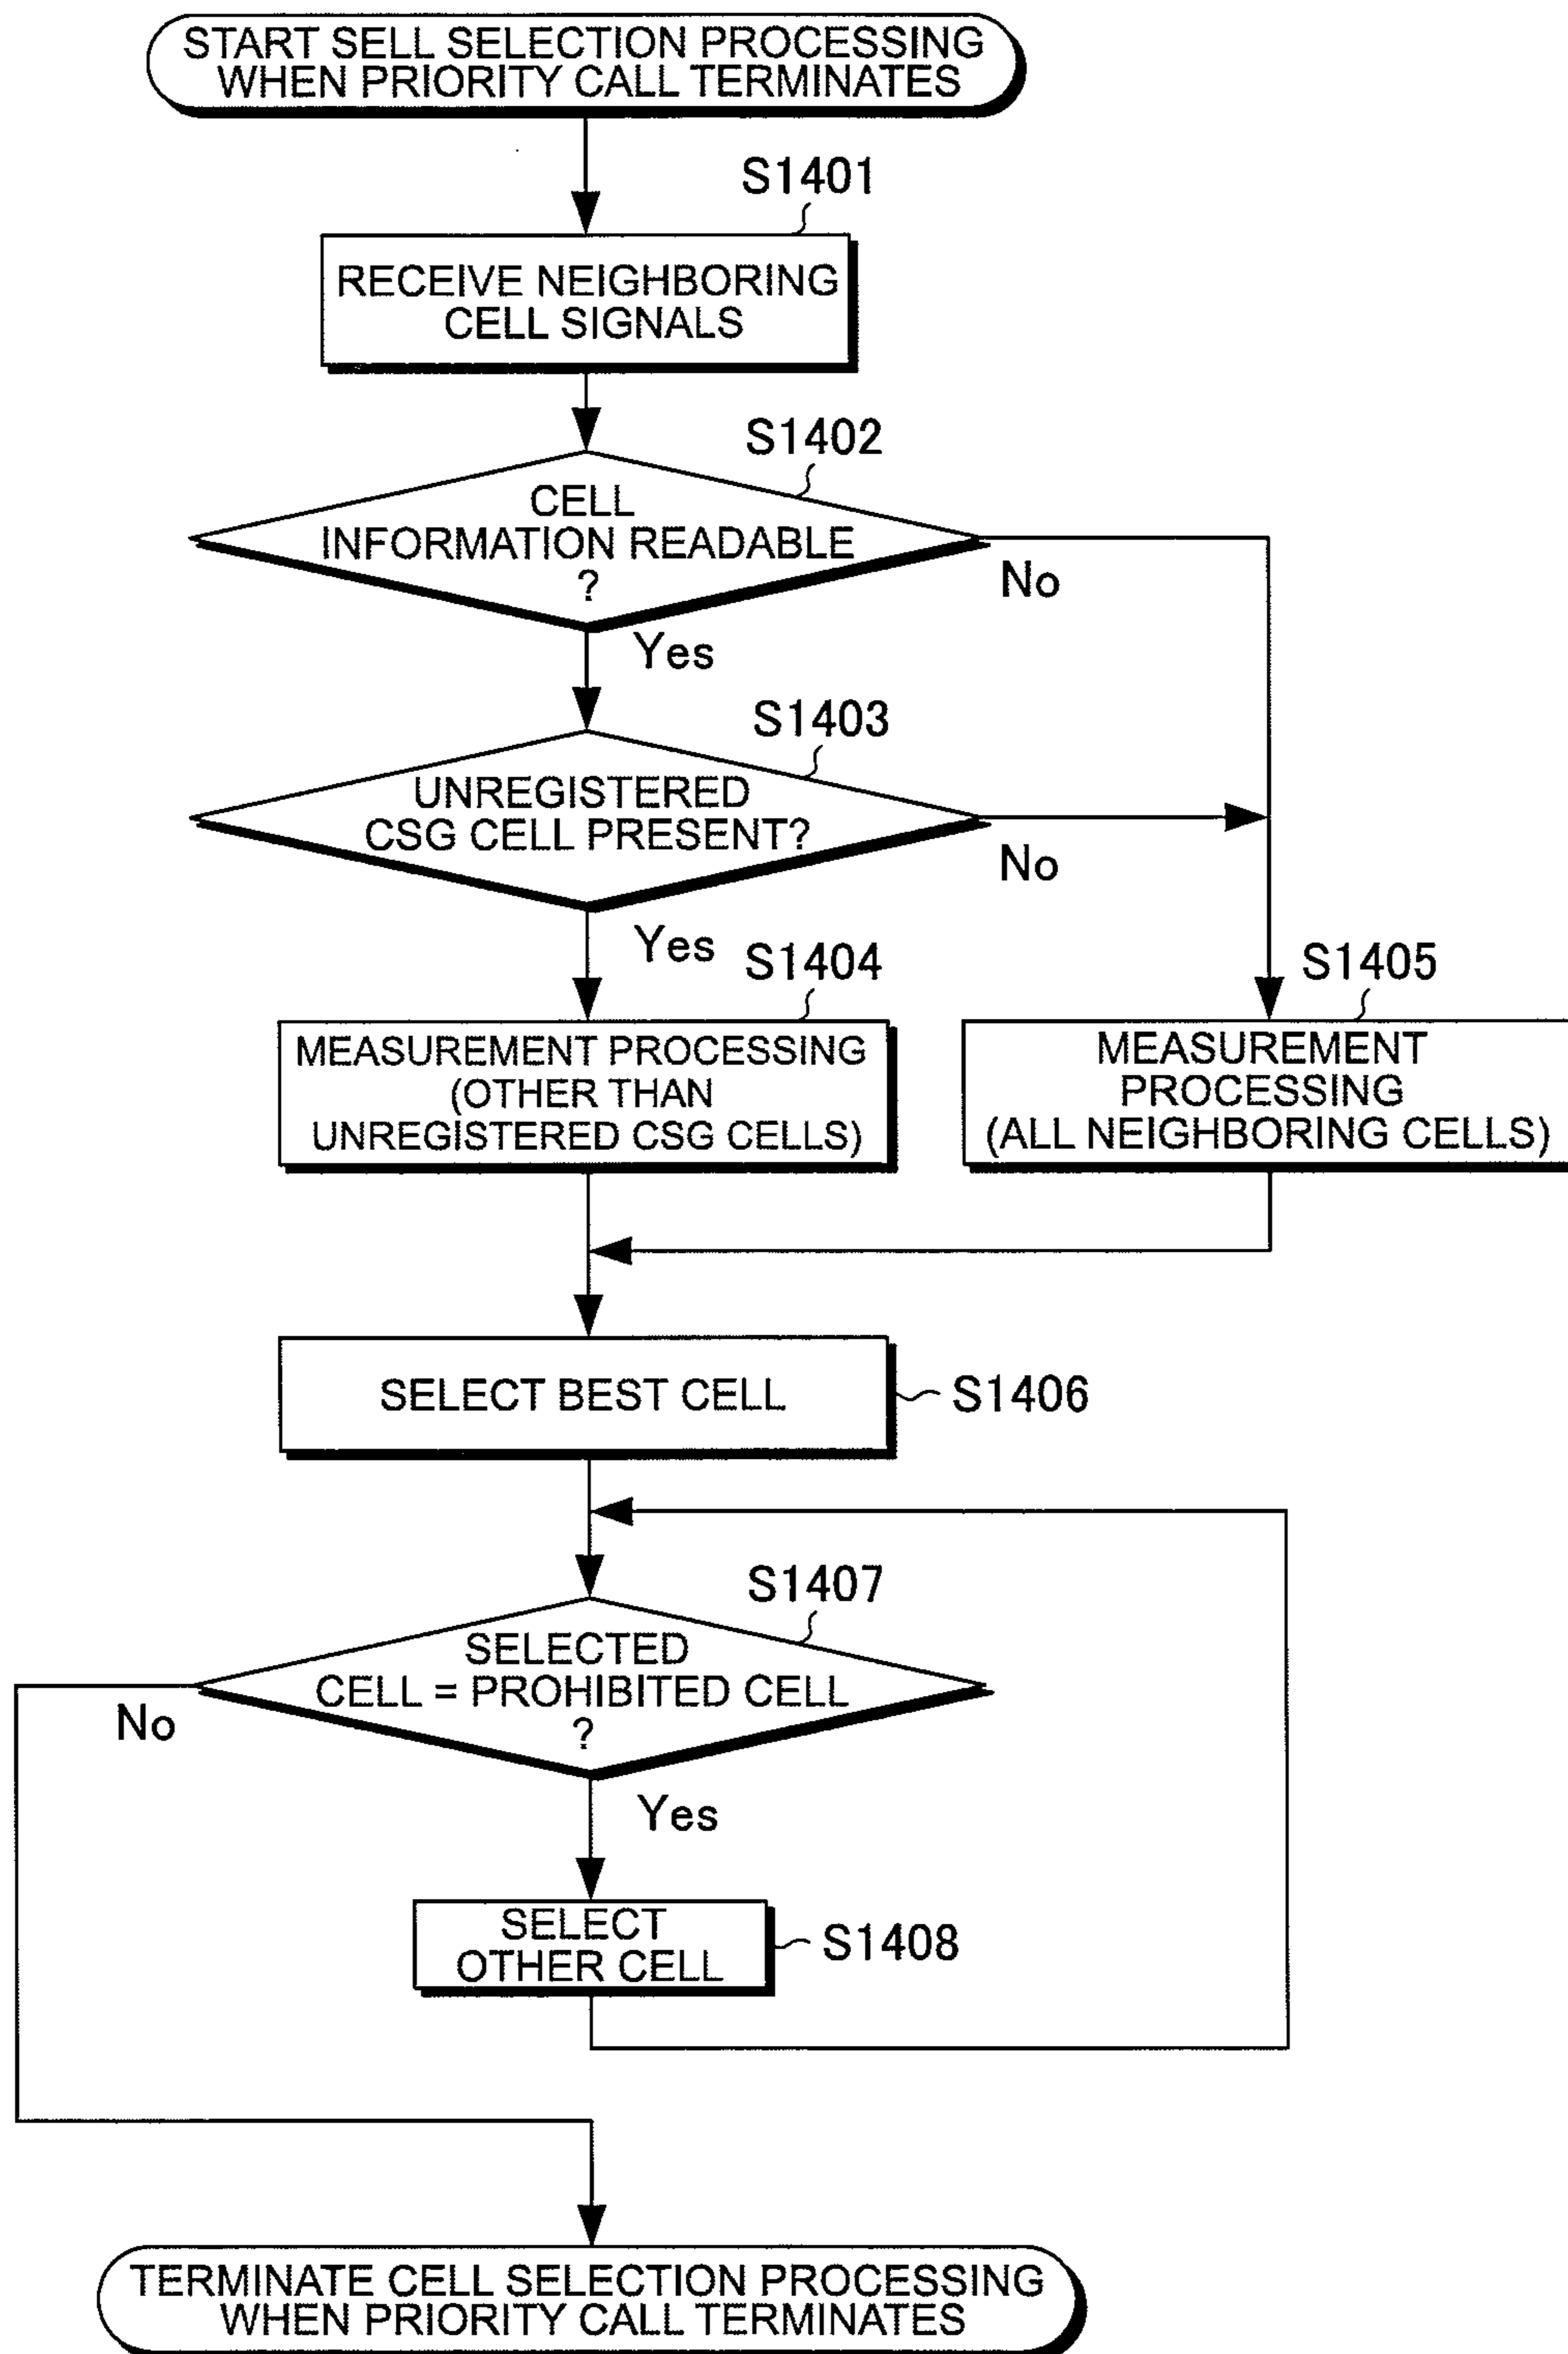 START SELL SELECTION PROCESSING
WHEN PRIORITY CALL TERMINATES
S1401
RECEIVE NEIGHBORING
CELL SIGNALS
S1402
CELL
INFORMATION READABLE
?
No
Yes
S1403
UNREGISTERED
CSG CELL PRESENT?
No
Yes
S1404
MEASUREMENT PROCESSING
(OTHER THAN
UNREGISTERED CSG CELLS)
S1405
MEASUREMENT
PROCESSING
(ALL NEIGHBORING CELLS)
SELECT BEST CELL
S1406
S1407
SELECTED
CELL = PROHIBITED CELL
?
No
Yes
SELECT
OTHER CELL
S1408
TERMINATE CELL SELECTION PROCESSING
WHEN PRIORITY CALL TERMINATES